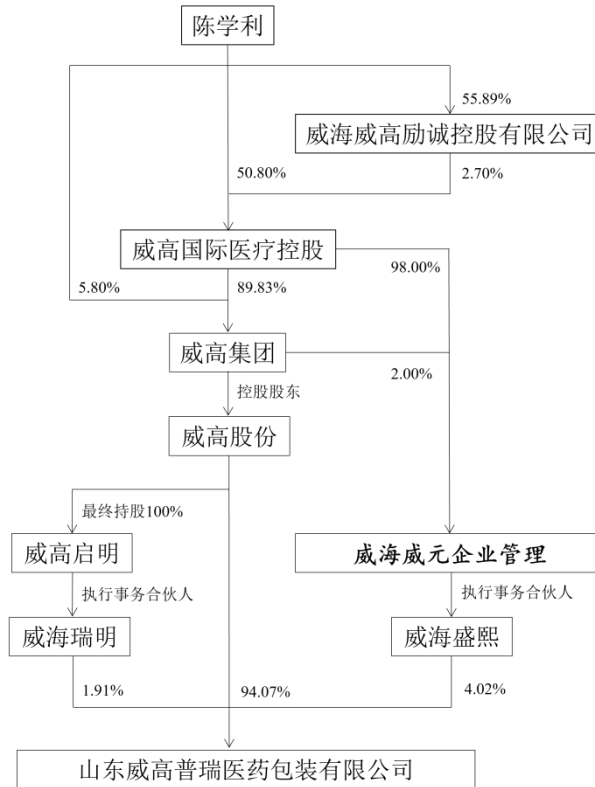 陈学利
55.89%
威海威高励诚控股有限公司
50.80%
2.70%
威高国际医疗控股
5.80%
89.83%
98.00%
威高集团
2.00%
控股股东
威高股份
最终持股100%
威高启明
威海威元企业管理
执行事务合伙人
执行事务合伙人
威海瑞明
威海盛熙
1.91%
94.07%
4.02%
山东威高普瑞医药包装有限公司